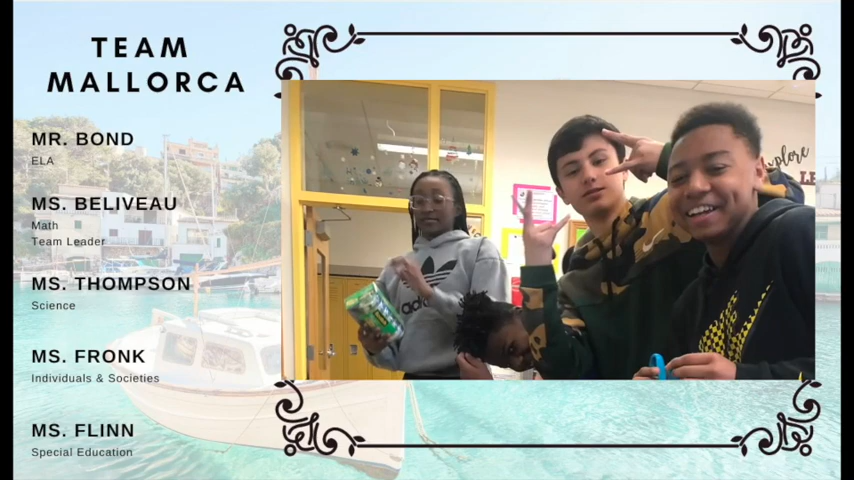 TEAM
MALLORCA
MR. BOND
ELA
MS. BELIVEAU
Math
Team Leader
MS. THOMPSON
Science
MS. FRONK
Individuals & Societies
MS. FLINN
Special Education
adidas